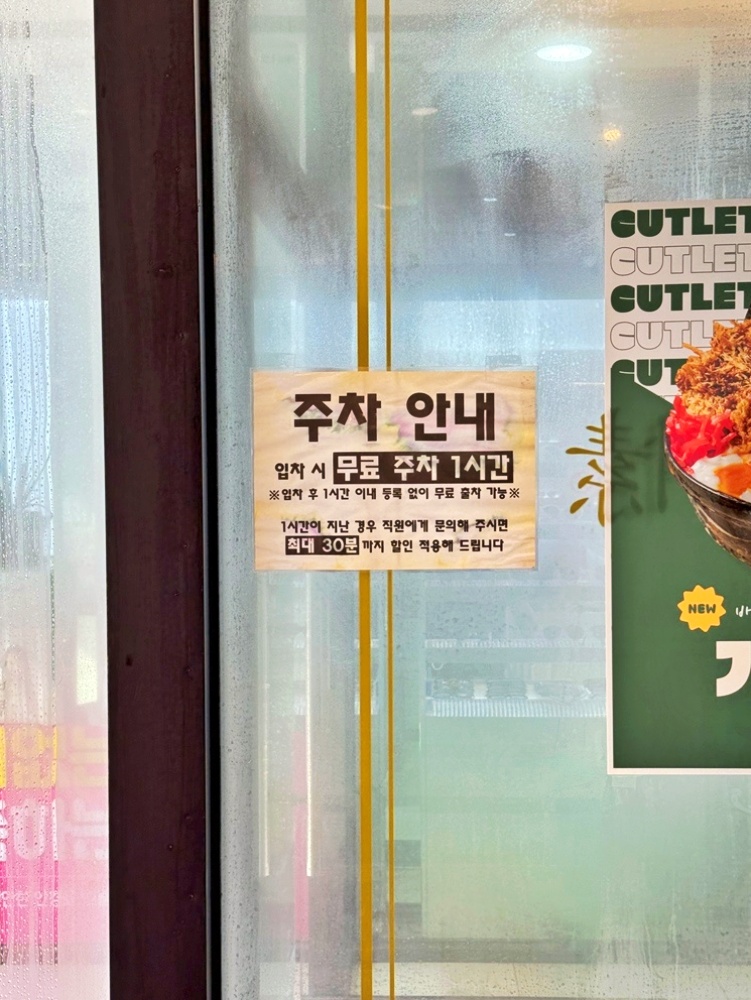 주차 안내
입차 시 무료 주차 1시간
※입차 후 1시간 이내 등록 없이 무료 출차 가능※
1시간이 지난 경우 직원에게 문의해 주시면
최대 30분까지 할인 적용해 드립니다
CUTLET
CUTLET
CUTLET
CUTL
CUT
NEW